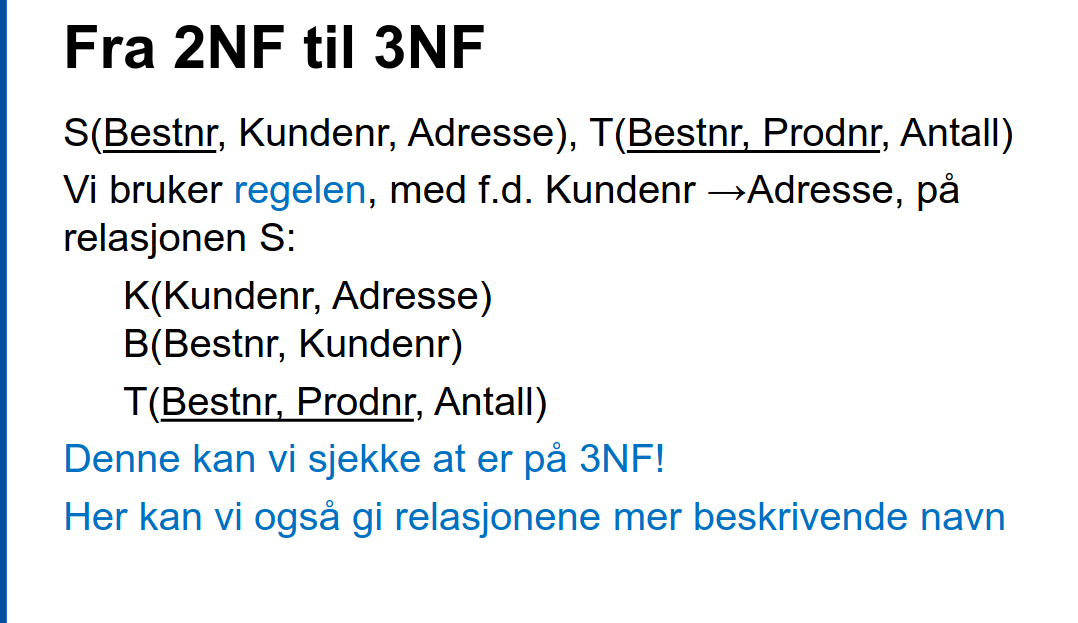 Fra 2NF til 3NF
S(Bestnr, Kundenr, Adresse), T(Bestnr, Prodnr, Antall)
Vi bruker regelen, med f.d. Kundenr →Adresse, på
relasjonen S:
K(Kundenr, Adresse)
B(Bestnr, Kundenr)
T(Bestnr, Prodnr, Antall)
Denne kan vi sjekke at er på 3NF!
Her kan vi også gi relasjonene mer beskrivende navn